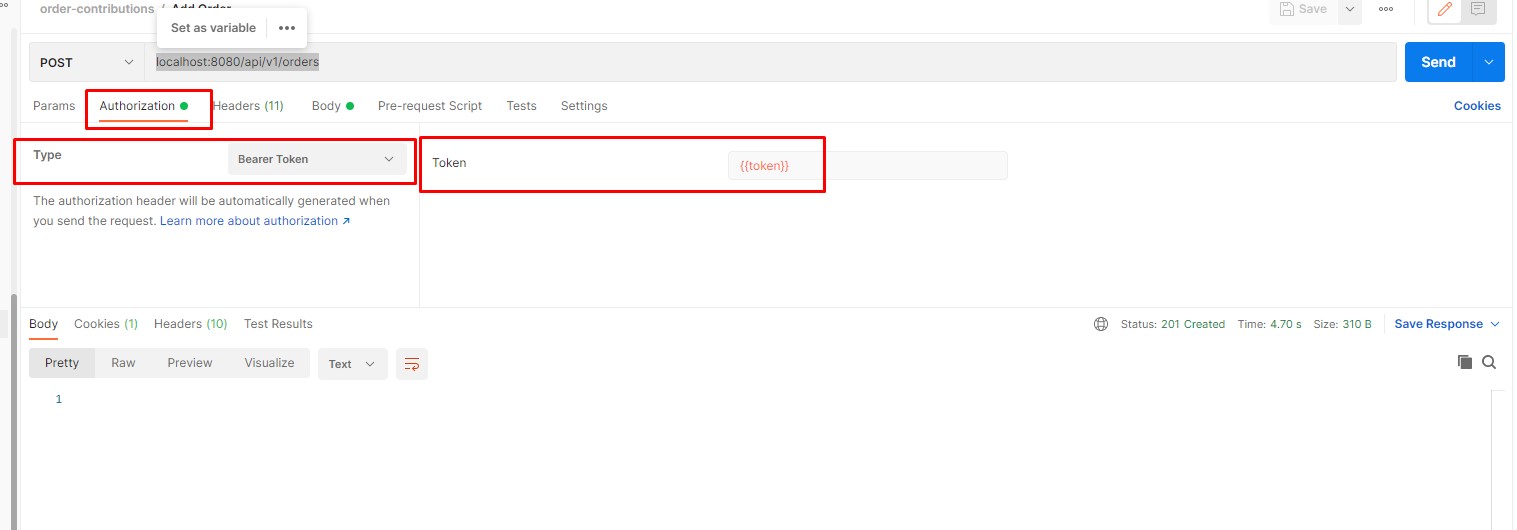 order-contributions / Add Order
Save
Set as variable
POST
localhost:8080/api/v1/orders
Send
Params Authorization Headers (11) Body Pre-request Script Tests Settings Cookies
Type Bearer Token
Token {{token}}
The authorization header will be automatically generated when
you send the request. Learn more about authorization ↗
Body Cookies (1) Headers (10) Test Results Status: 201 Created Time: 4.70 s Size: 310 B Save Response
Pretty Raw Preview Visualize Text
1